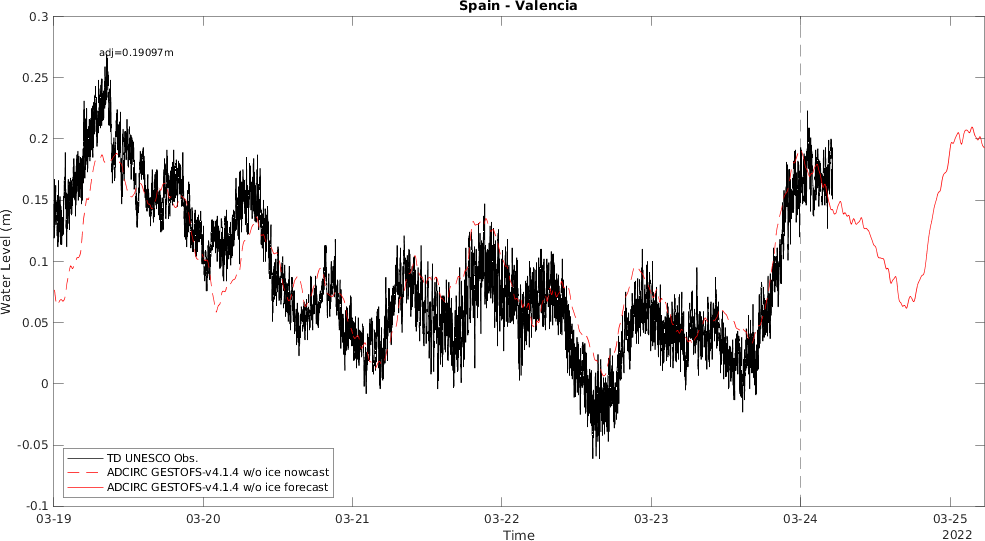 Spain - Valencia
0.3
adj=0.19097m
0.25
0.2
0.15
0.1
0.05
0
-0.05
-0.1
Water Level (m)
TD UNESCO Obs.
ADCIRC GESTOFS-v4.1.4 w/o ice nowcast
ADCIRC GESTOFS-v4.1.4 w/o ice forecast
03-19 03-20 03-21 03-22 03-23 03-24 03-25
Time 2022